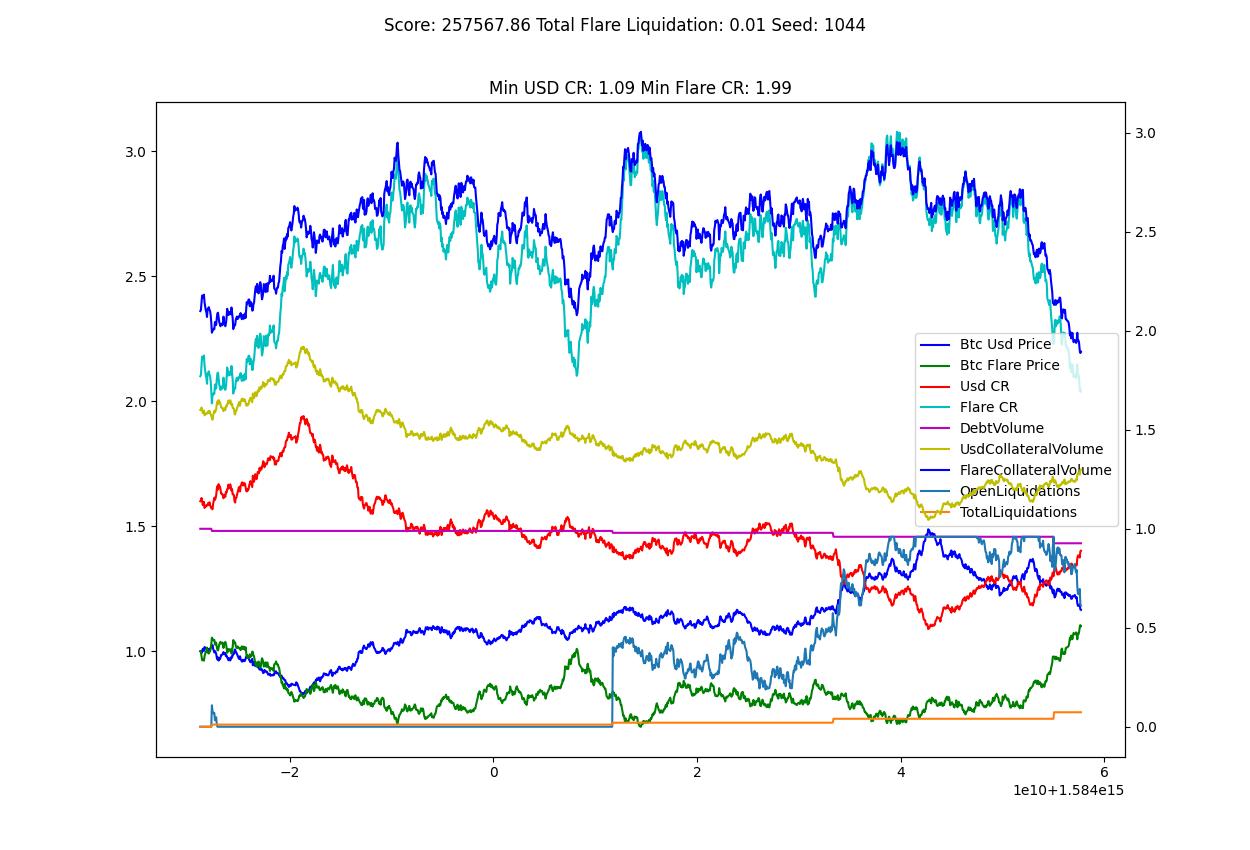 Score: 257567.86 Total Flare Liquidation: 0.01 Seed: 1044
Min USD CR: 1.09 Min Flare CR: 1.99
3.0
2.5
2.0
1.5
1.0
3.0
2.5
2.0
1.5
1.0
0.5
0.0
Btc Usd Price
Btc Flare Price
Usd CR
Flare CR
DebtVolume
UsdCollateralVolume
FlareCollateralVolume
OpenLiquidations
TotalLiquidations
−2 0 2 4 6
1e10+1.584e15